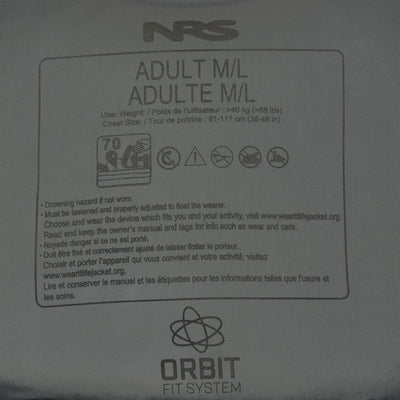 NRS
ADULT M/L
ADULTE M/L
User Weight: / Poids de l'utilisateur : >40 kg (>88 lbs)
Chest Size: / Tour de poitrine : 91-117 cm (36-46 in)
70
• Drowning hazard if not worn.
• Must be fastened and properly adjusted to float the wearer.
Choose and wear the device which fits you and your activity, visit www.wearitlifejacket.org.
Read and keep the owner's manual and tags for info such as wear and care.
• Noyade danger si ce n'est pas porté.
• Doit être fixé et correctement ajusté de laisser flotter le porteur.
Choisir et porter l'appareil qui vous convient et votre activité, visitez
www.wearitlifejacket.org.
Lire et conserver le manuel et les étiquettes pour les informations telles que l'usure et
les soins.
ORBIT
FIT SYSTEM